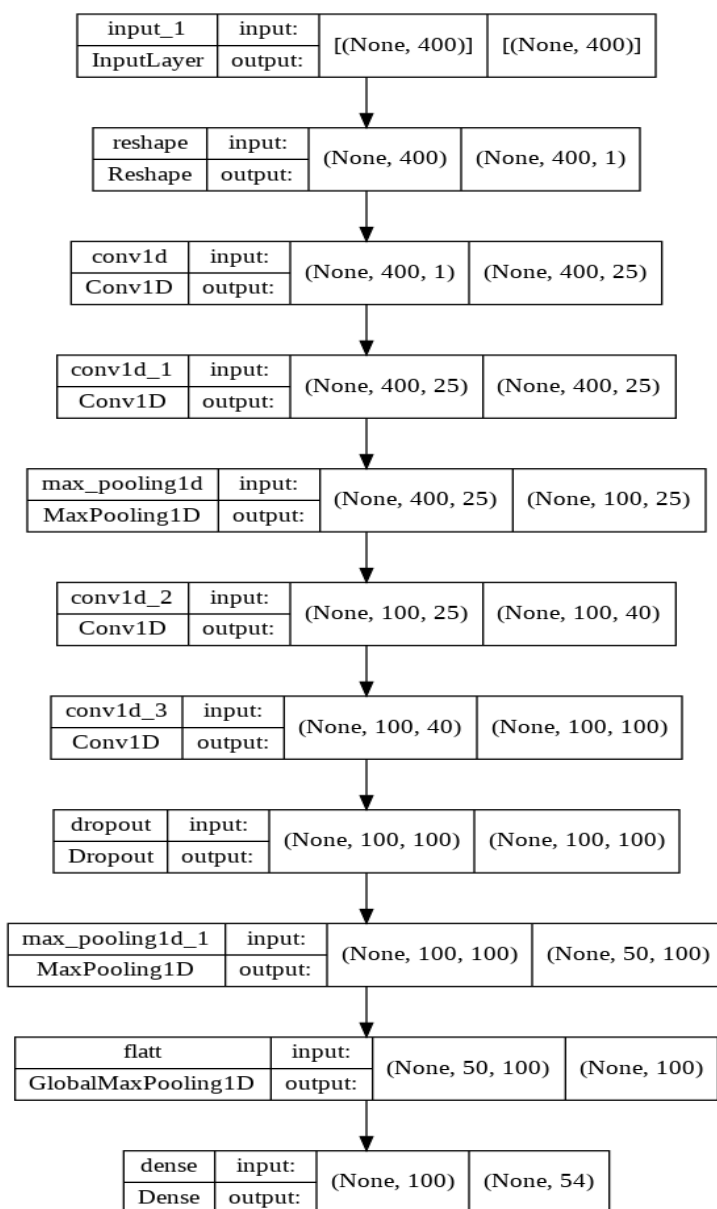 input_1 input: [(None, 400)] [(None, 400)]
InputLayer output:
reshape input: (None, 400) (None, 400, 1)
Reshape output:
conv1d input: (None, 400, 1) (None, 400, 25)
Conv1D output:
conv1d_1 input: (None, 400, 25) (None, 400, 25)
Conv1D output:
max_pooling1d input: (None, 400, 25) (None, 100, 25)
MaxPooling1D output:
conv1d_2 input: (None, 100, 25) (None, 100, 40)
Conv1D output:
conv1d_3 input: (None, 100, 40) (None, 100, 100)
Conv1D output:
dropout input: (None, 100, 100) (None, 100, 100)
Dropout output:
max_pooling1d_1 input: (None, 100, 100) (None, 50, 100)
MaxPooling1D output:
flatt input: (None, 50, 100) (None, 100)
GlobalMaxPooling1D output:
dense input: (None, 100) (None, 54)
Dense output: